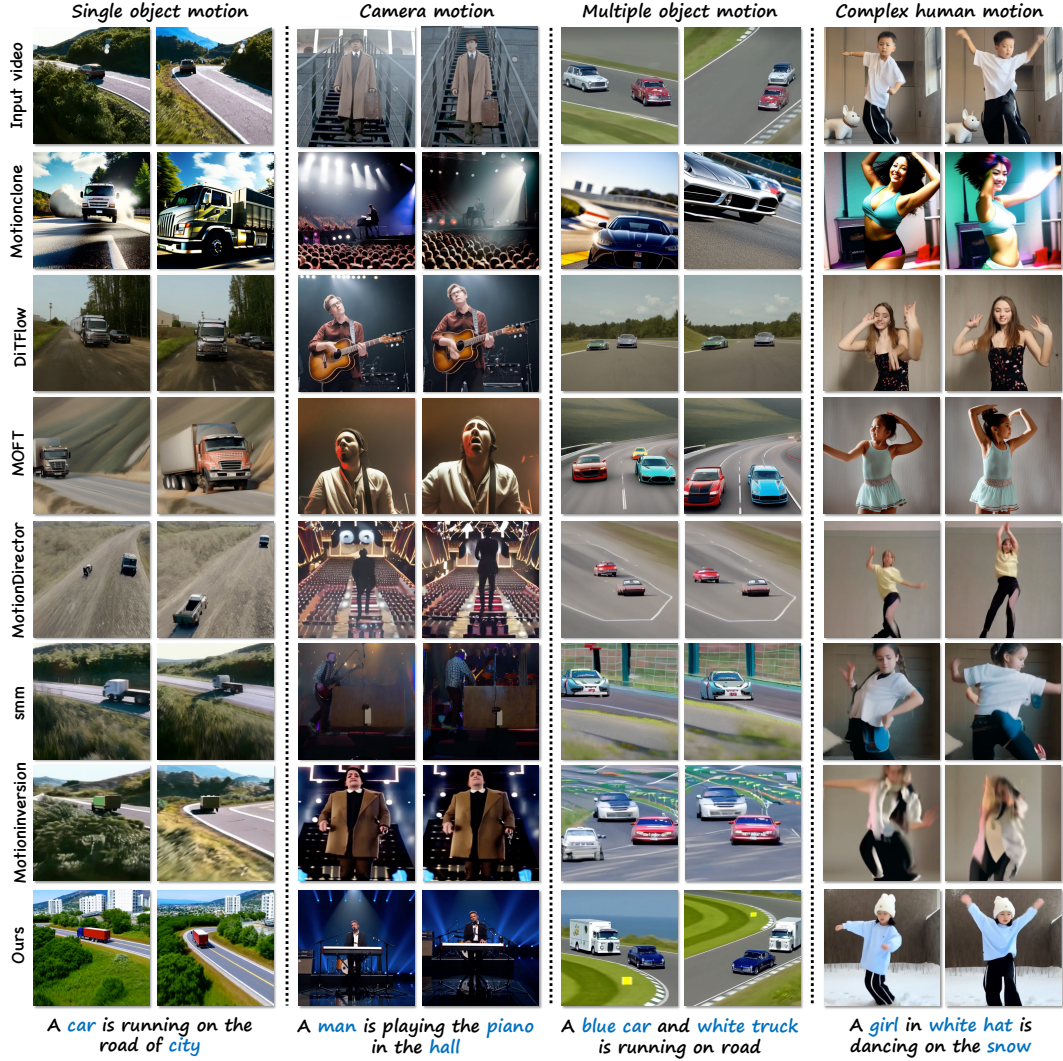 Single object motion
Camera motion
Multiple object motion
Complex human motion
Input video
Motionclone
DiTFlow
MOFT
MotionDirector
smm
Motioninversion
Ours
A car is running on the
road of city
A man is playing the piano
in the hall
A blue car and white truck
is running on road
A girl in white hat is
dancing on the snow